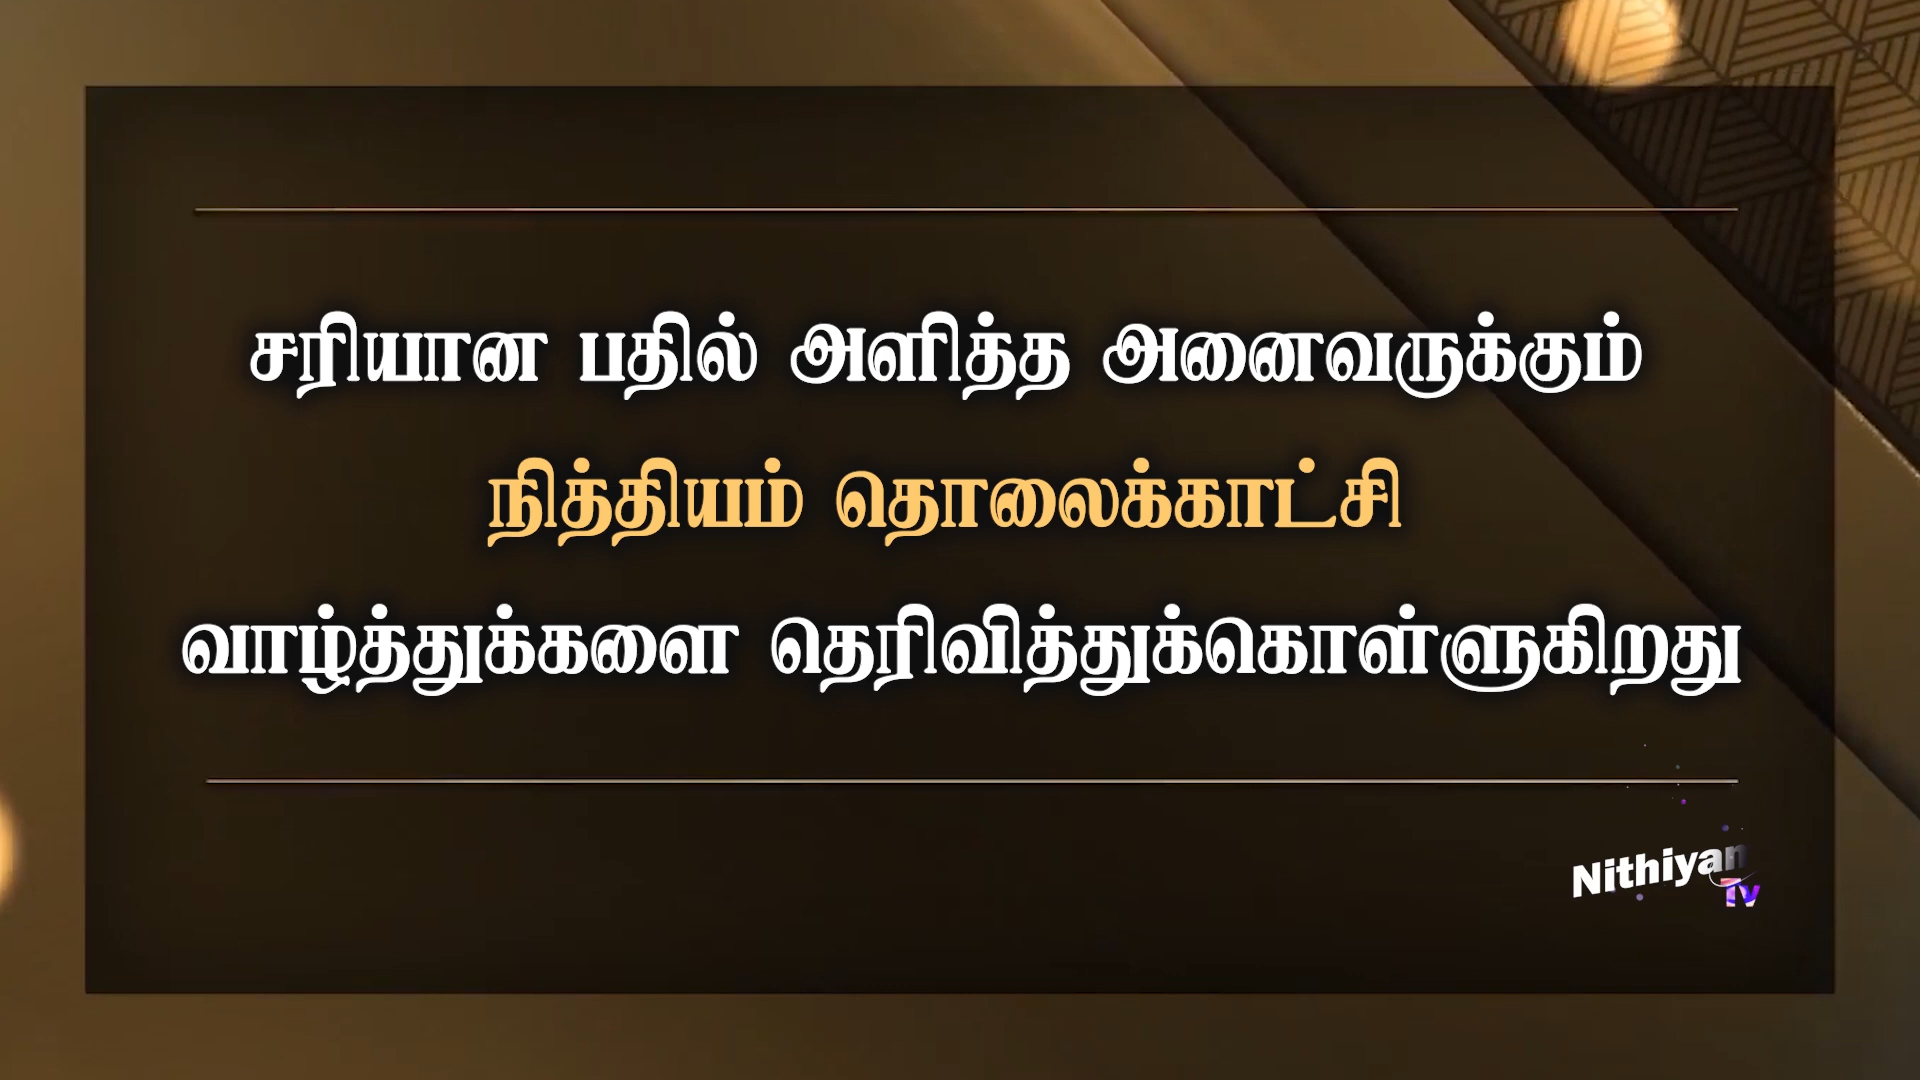 சரியான பதில் அளித்த அனைவருக்கும்
நித்தியம் தொலைக்காட்சி
வாழ்த்துக்களை தெரிவித்துக்கொள்ளுகிறது
Nithiyam
Tv